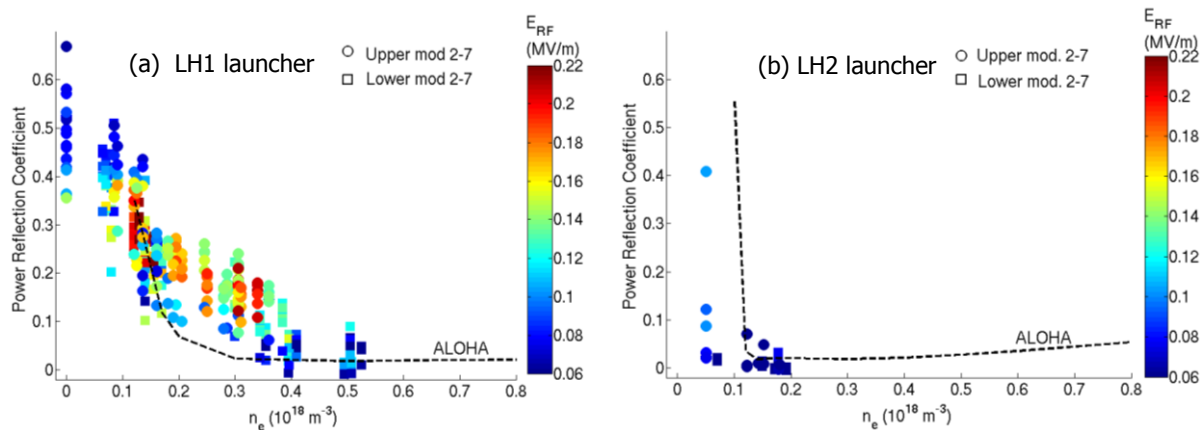 E_RF
(MV/m)
(a) LH1 launcher
Upper mod 2-7
Lower mod 2-7
0.6
0.5
0.4
0.3
0.2
0.1
0
Power Reflection Coefficient
ALOHA
0 0.1 0.2 0.3 0.4 0.5 0.6 0.7 0.8
n_e (10^18 m^-3)
0.22
0.2
0.18
0.16
0.14
0.12
0.1
0.08
0.06
E_RF
(MV/m)
(b) LH2 launcher
Upper mod. 2-7
Lower mod. 2-7
0.6
0.5
0.4
0.3
0.2
0.1
0
Power Reflection Coefficient
ALOHA
0 0.1 0.2 0.3 0.4 0.5 0.6 0.7 0.8
n_e (10^18 m^-3)
0.22
0.2
0.18
0.16
0.14
0.12
0.1
0.08
0.06